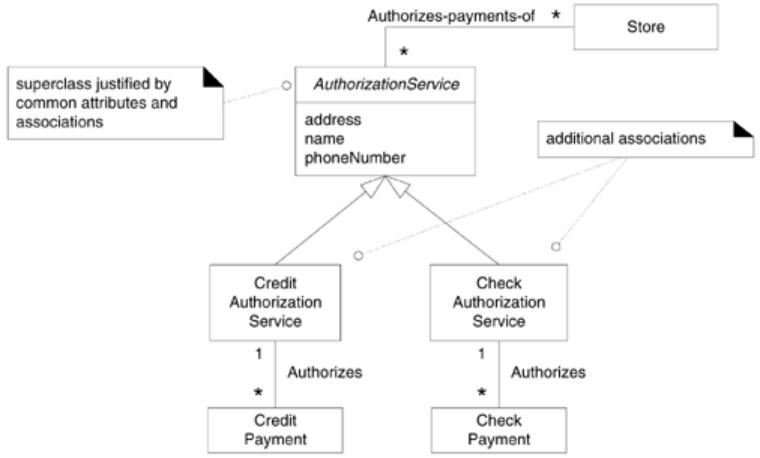 Authorizes-payments-of *
Store
*
superclass justified by
common attributes and
associations
AuthorizationService
address
name
phoneNumber
additional associations
Credit
Authorization
Service
Check
Authorization
Service
1
Authorizes
*
1
Authorizes
*
Credit
Payment
Check
Payment